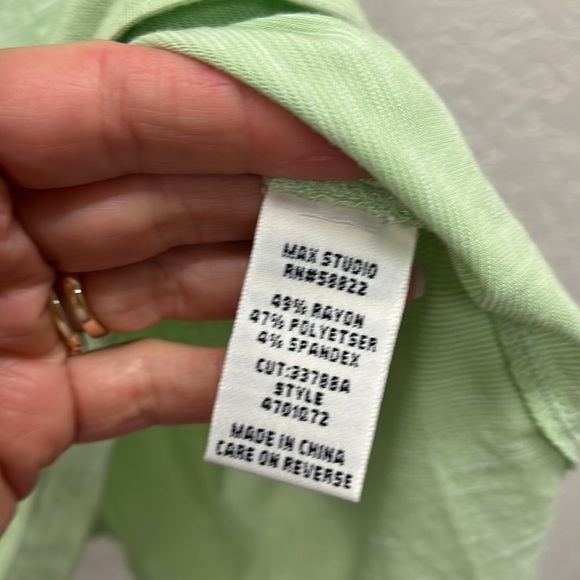 MAX STUDIO
RN#58822
49% RAYON
47% POLYETSER
4% SPANDEX
CUT:33788A
STYLE
4701Q72
MADE IN CHINA
CARE ON REVERSE